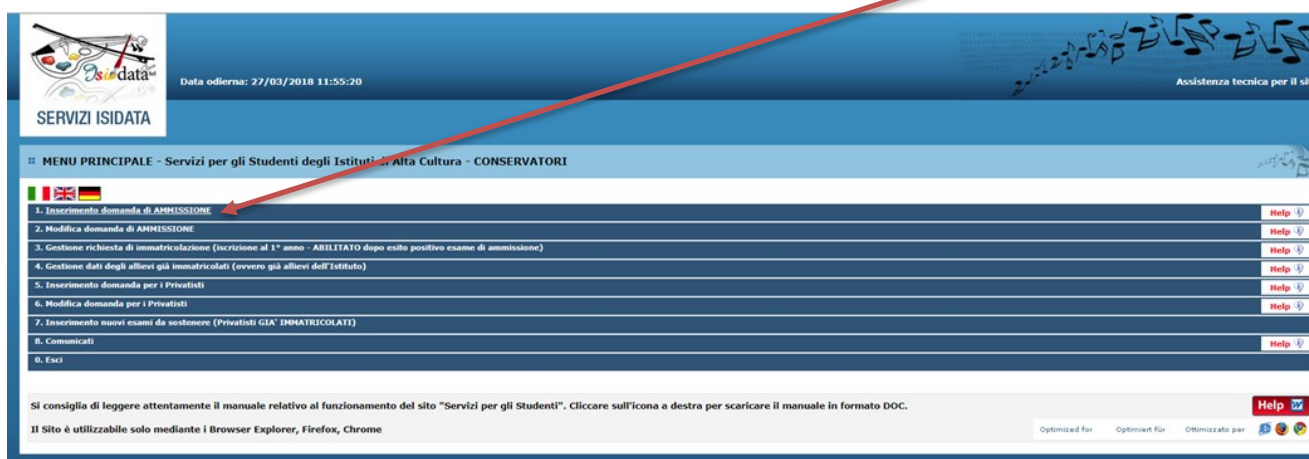 Isidata srl
Data odierna: 27/03/2018 11:55:20
Assistenza tecnica per il si
SERVIZI ISIDATA
MENU PRINCIPALE - Servizi per gli Studenti degli Istituti di Alta Cultura - CONSERVATORI
1. Inserimento domanda di AMMISSIONE Help
2. Modifica domanda di AMMISSIONE Help
3. Gestione richiesta di immatricolazione (iscrizione al 1° anno - ABILITATO dopo esito positivo esame di ammissione) Help
4. Gestione dati degli allievi già immatricolati (ovvero già allievi dell'Istituto) Help
5. Inserimento domanda per i Privatisti Help
6. Modifica domanda per i Privatisti Help
7. Inserimento nuovi esami da sostenere (Privatisti GIA' IMMATRICOLATI)
8. Comunicati Help
0. Esci
Si consiglia di leggere attentamente il manuale relativo al funzionamento del sito "Servizi per gli Studenti". Cliccare sull'icona a destra per scaricare il manuale in formato DOC. Help
Il Sito è utilizzabile solo mediante i Browser Explorer, Firefox, Chrome
Optimized for Optimiert für Ottimizzato per